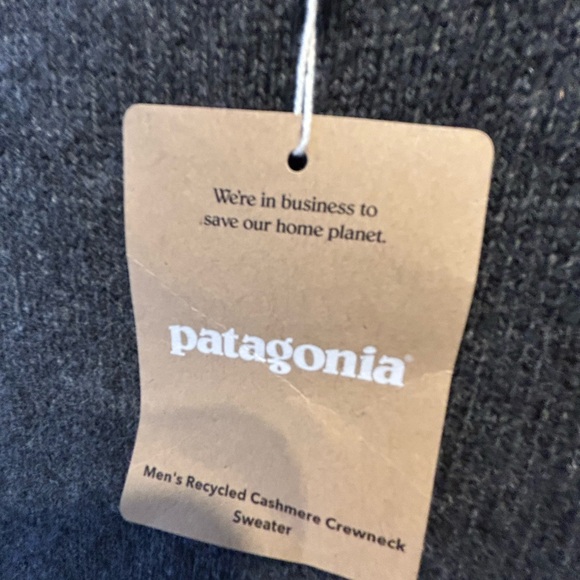 We're in business to
save our home planet.
patagonia®
Men's Recycled Cashmere Crewneck
Sweater